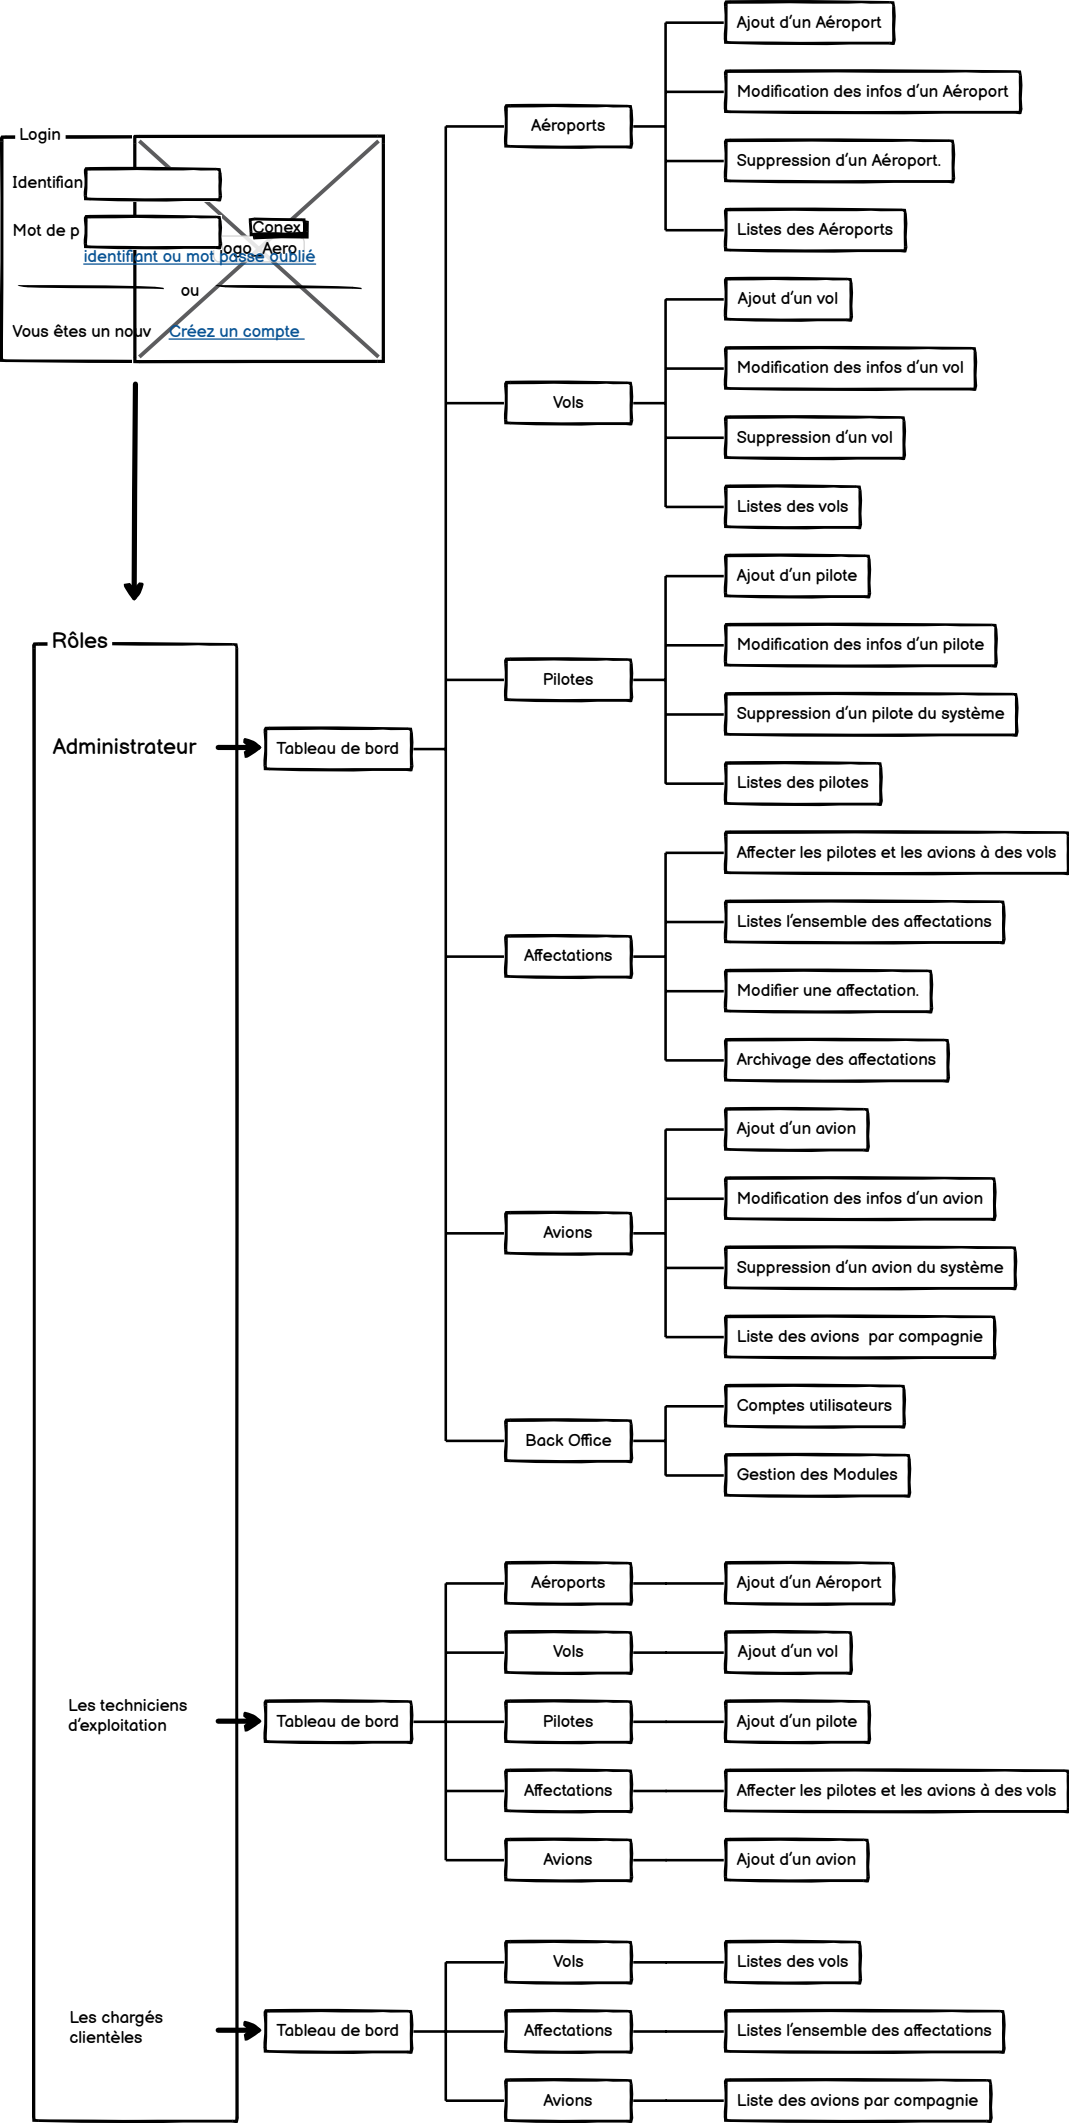 Login
Identifian
Mot de p
Conex
ogo Aero
identifiant ou mot passe oublié
ou
Vous êtes un nouv Créez un compte
Rôles
Administrateur
Tableau de bord
Aéroports
Ajout d'un Aéroport
Modification des infos d'un Aéroport
Suppression d'un Aéroport.
Listes des Aéroports
Vols
Ajout d'un vol
Modification des infos d'un vol
Suppression d'un vol
Listes des vols
Pilotes
Ajout d'un pilote
Modification des infos d'un pilote
Suppression d'un pilote du système
Listes des pilotes
Affectations
Affecter les pilotes et les avions à des vols
Listes l'ensemble des affectations
Modifier une affectation.
Archivage des affectations
Avions
Ajout d'un avion
Modification des infos d'un avion
Suppression d'un avion du système
Liste des avions  par compagnie
Back Office
Comptes utilisateurs
Gestion des Modules
Les techniciens
d'exploitation
Tableau de bord
Aéroports
Ajout d'un Aéroport
Vols
Ajout d'un vol
Pilotes
Ajout d'un pilote
Affectations
Affecter les pilotes et les avions à des vols
Avions
Ajout d'un avion
Les chargés
clientèles
Tableau de bord
Vols
Listes des vols
Affectations
Listes l'ensemble des affectations
Avions
Liste des avions par compagnie